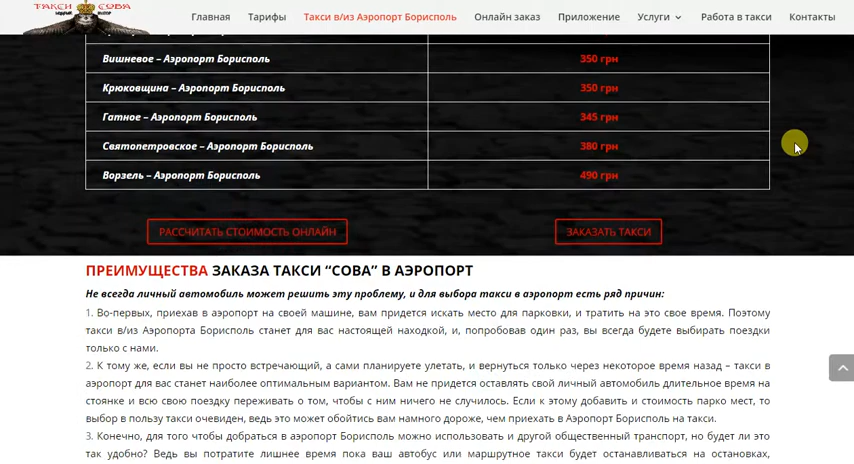 ТАКСИ СОВА
Главная Тарифы Такси в/из Аэропорт Борисполь Онлайн заказ Приложение Услуги Работа в такси Контакты
Вишневое – Аэропорт Борисполь 350 грн
Крюковщина – Аэропорт Борисполь 350 грн
Гатное – Аэропорт Борисполь 345 грн
Святопетровское – Аэропорт Борисполь 380 грн
Ворзель – Аэропорт Борисполь 490 грн
РАССЧИТАТЬ СТОИМОСТЬ ОНЛАЙН ЗАКАЗАТЬ ТАКСИ
ПРЕИМУЩЕСТВА ЗАКАЗА ТАКСИ “СОВА” В АЭРОПОРТ
Не всегда личный автомобиль может решить эту проблему, и для выбора такси в аэропорт есть ряд причин:
1. Во-первых, приехав в аэропорт на своей машине, вам придется искать место для парковки, и тратить на это свое время. Поэтому
такси в/из Аэропорта Борисполь станет для вас настоящей находкой, и, попробовав один раз, вы всегда будете выбирать поездки
только с нами.
2. К тому же, если вы не просто встречающий, а сами планируете улетать, и вернуться только через некоторое время назад – такси в
аэропорт для вас станет наиболее оптимальным вариантом. Вам не придется оставлять свой личный автомобиль длительное время на
стоянке и всю свою поездку переживать о том, чтобы с ним ничего не случилось. Если к этому добавить и стоимость парко мест, то
выбор в пользу такси очевиден, ведь это может обойтись вам намного дороже, чем приехать в Аэропорт Борисполь на такси.
3. Конечно, для того чтобы добраться в аэропорт Борисполь можно использовать и другой общественный транспорт, но будет ли это
так удобно? Ведь вы потратите лишнее время пока ваш автобус или маршрутное такси будет останавливаться на остановках,